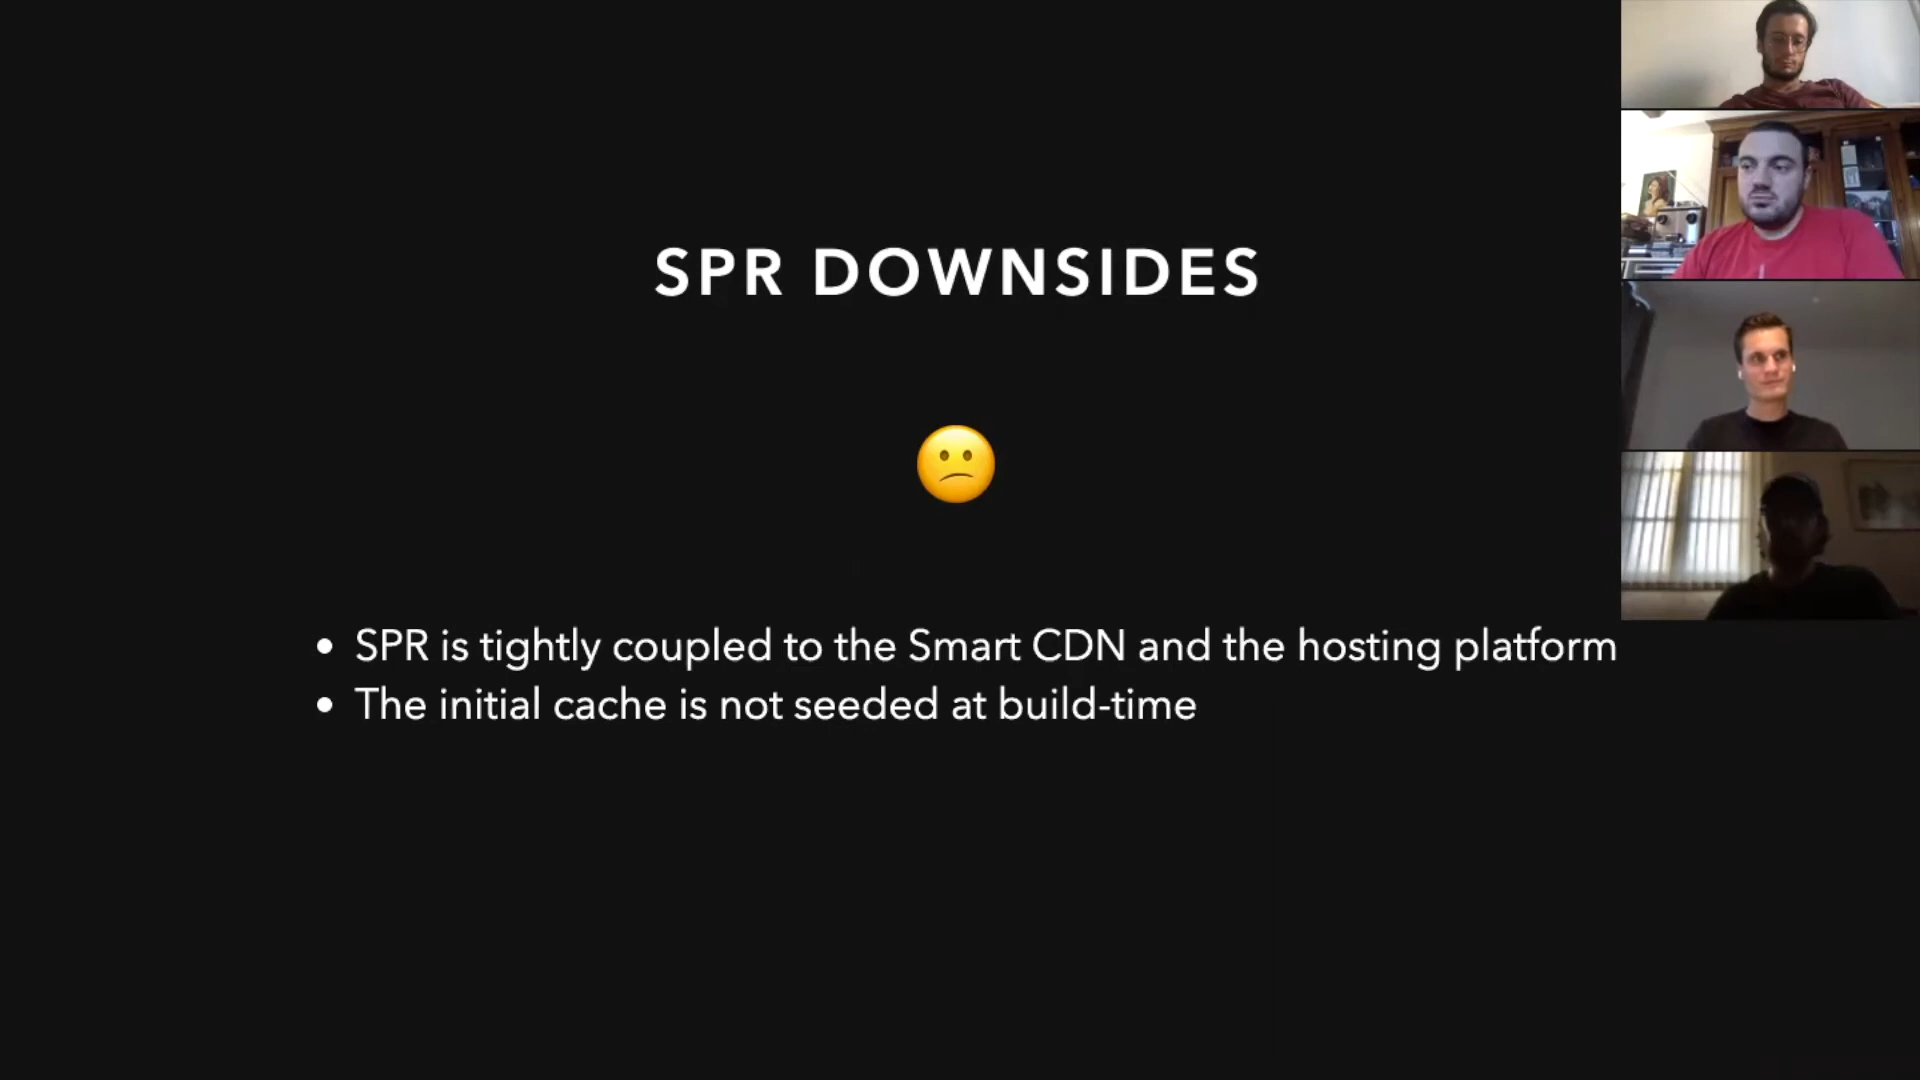 SPR DOWNSIDES
• SPR is tightly coupled to the Smart CDN and the hosting platform
• The initial cache is not seeded at build-time